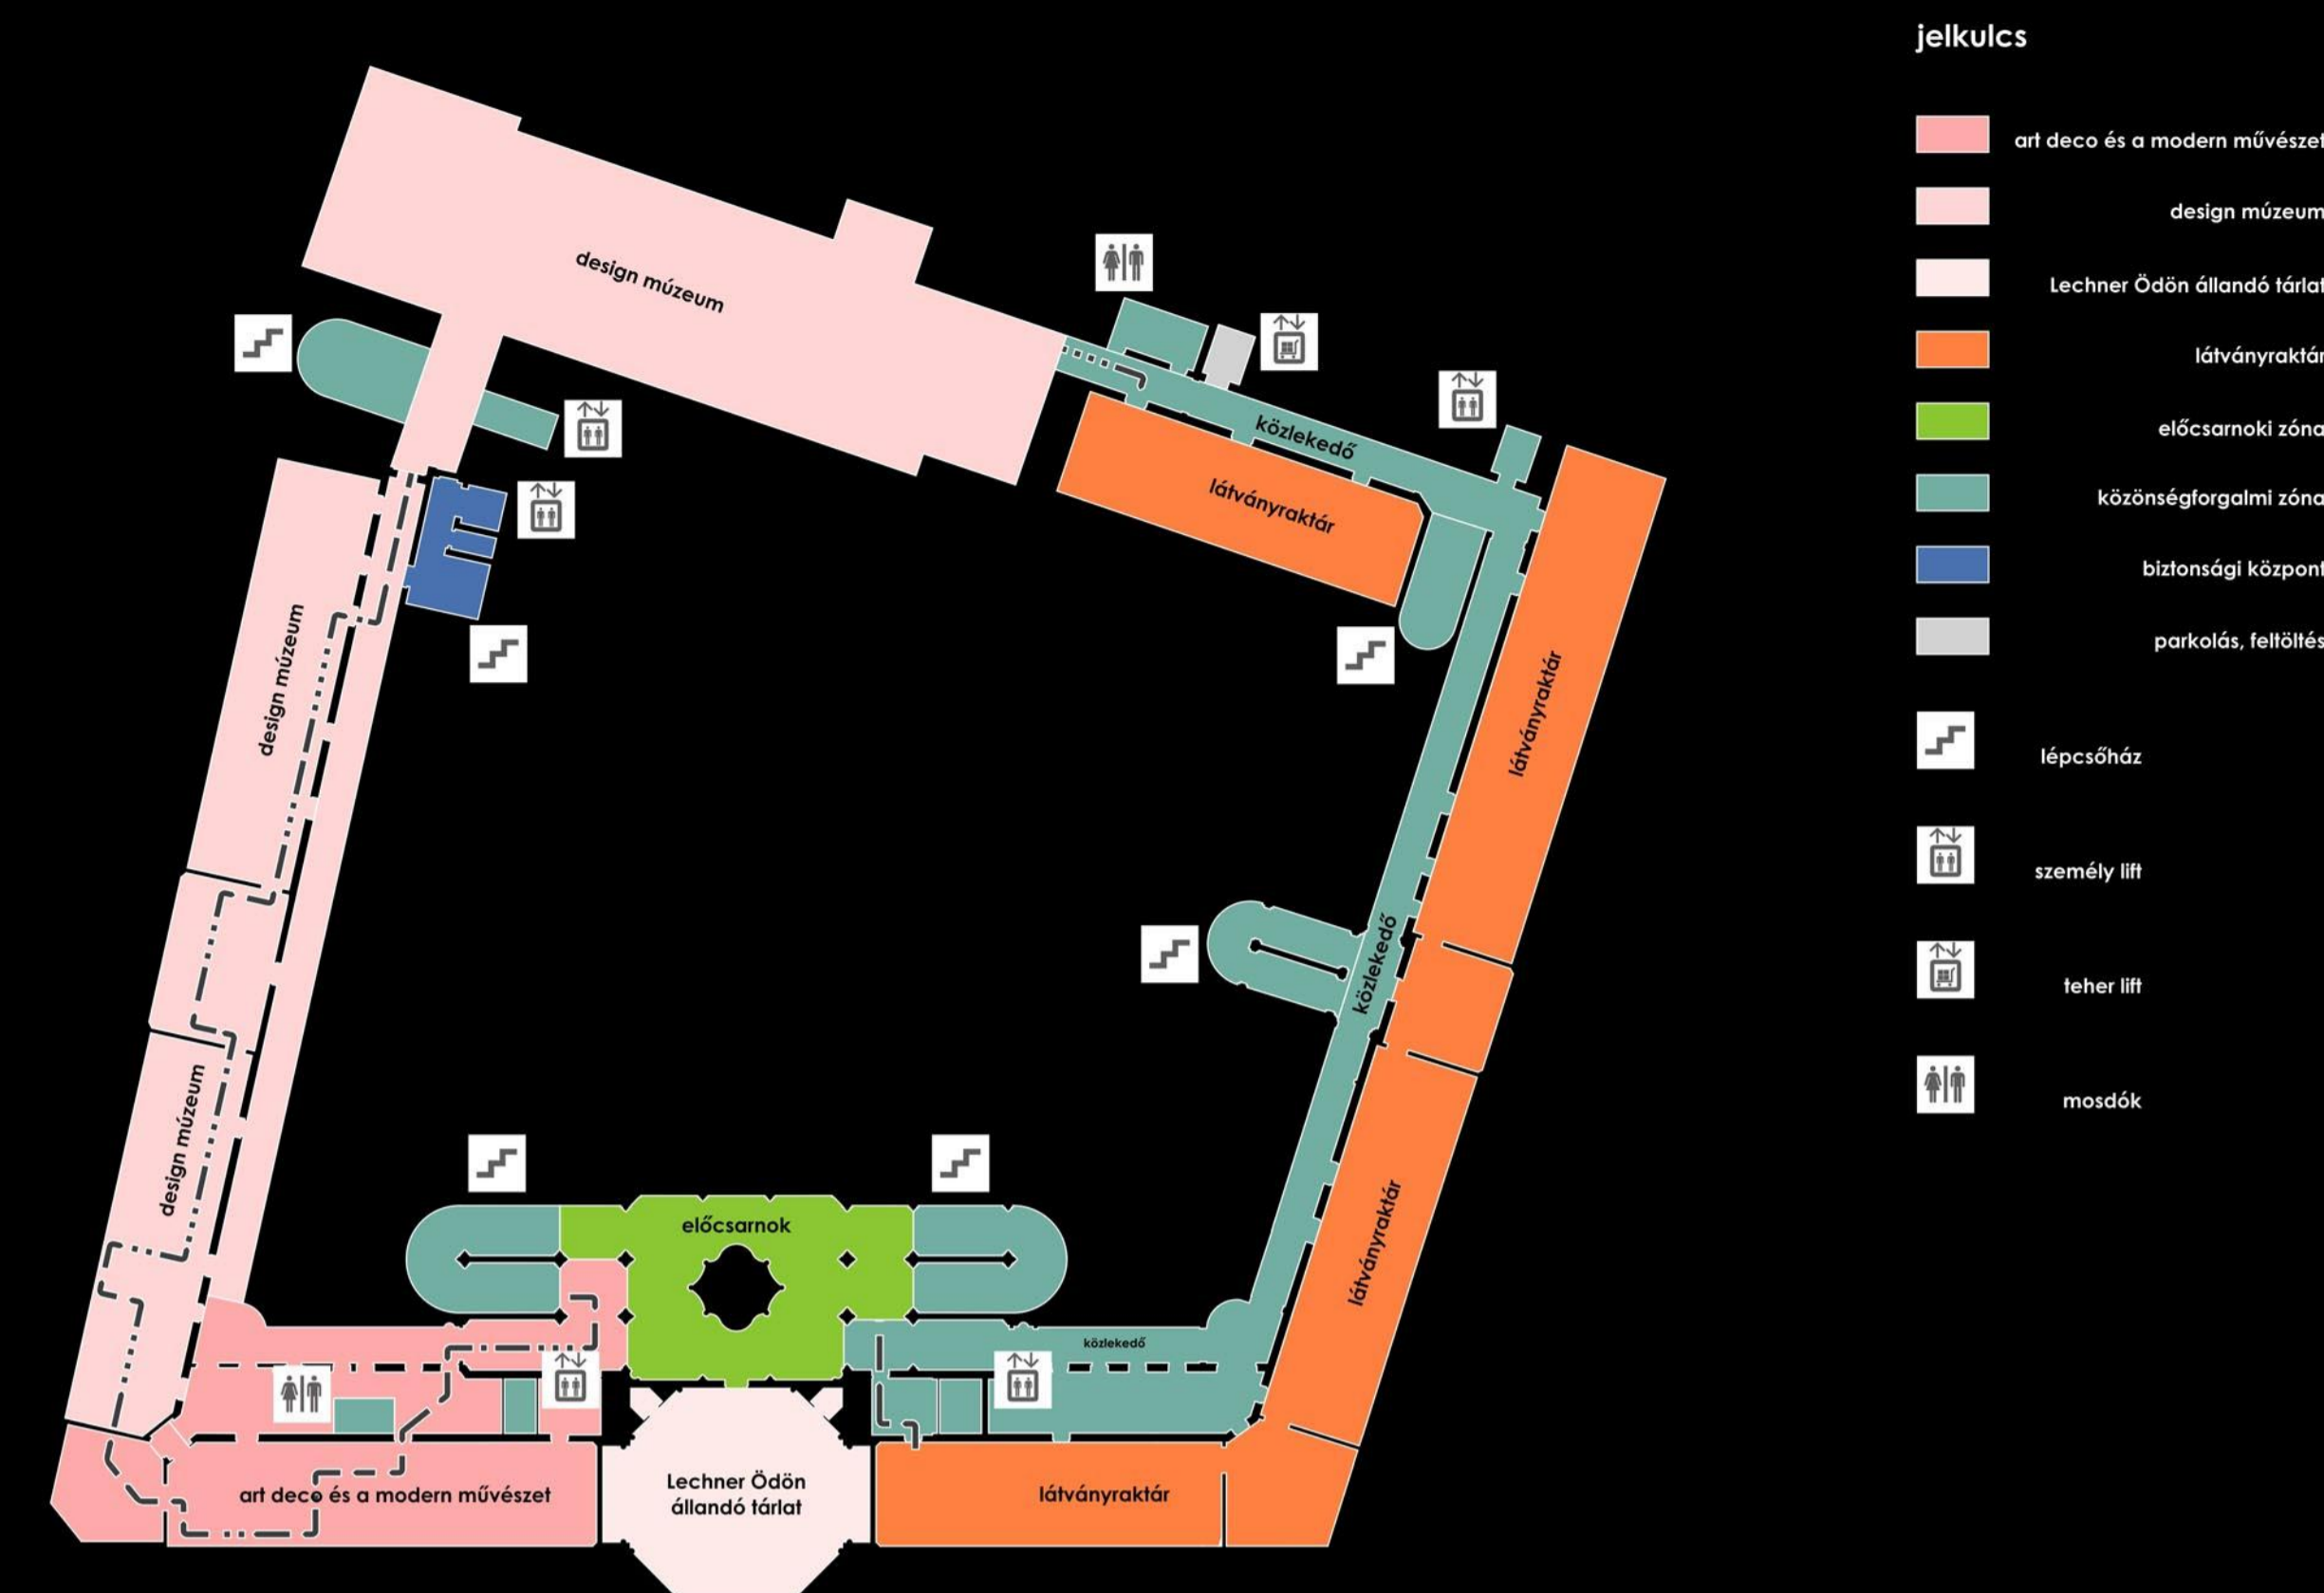 jelkulcs
art deco és a modern művészet
design múzeum
Lechner Ödön állandó tárlat
látványraktár
előcsarnoki zóna
közönségforgalmi zóna
biztonsági központ
parkolás, feltöltés
lépcsőház
személy lift
teher lift
mosdók
design múzeum
közlekedő
látványraktár
design múzeum
látványraktár
közlekedő
design múzeum
látványraktár
előcsarnok
közlekedő
art deco és a modern művészet
Lechner Ödön
állandó tárlat
látványraktár